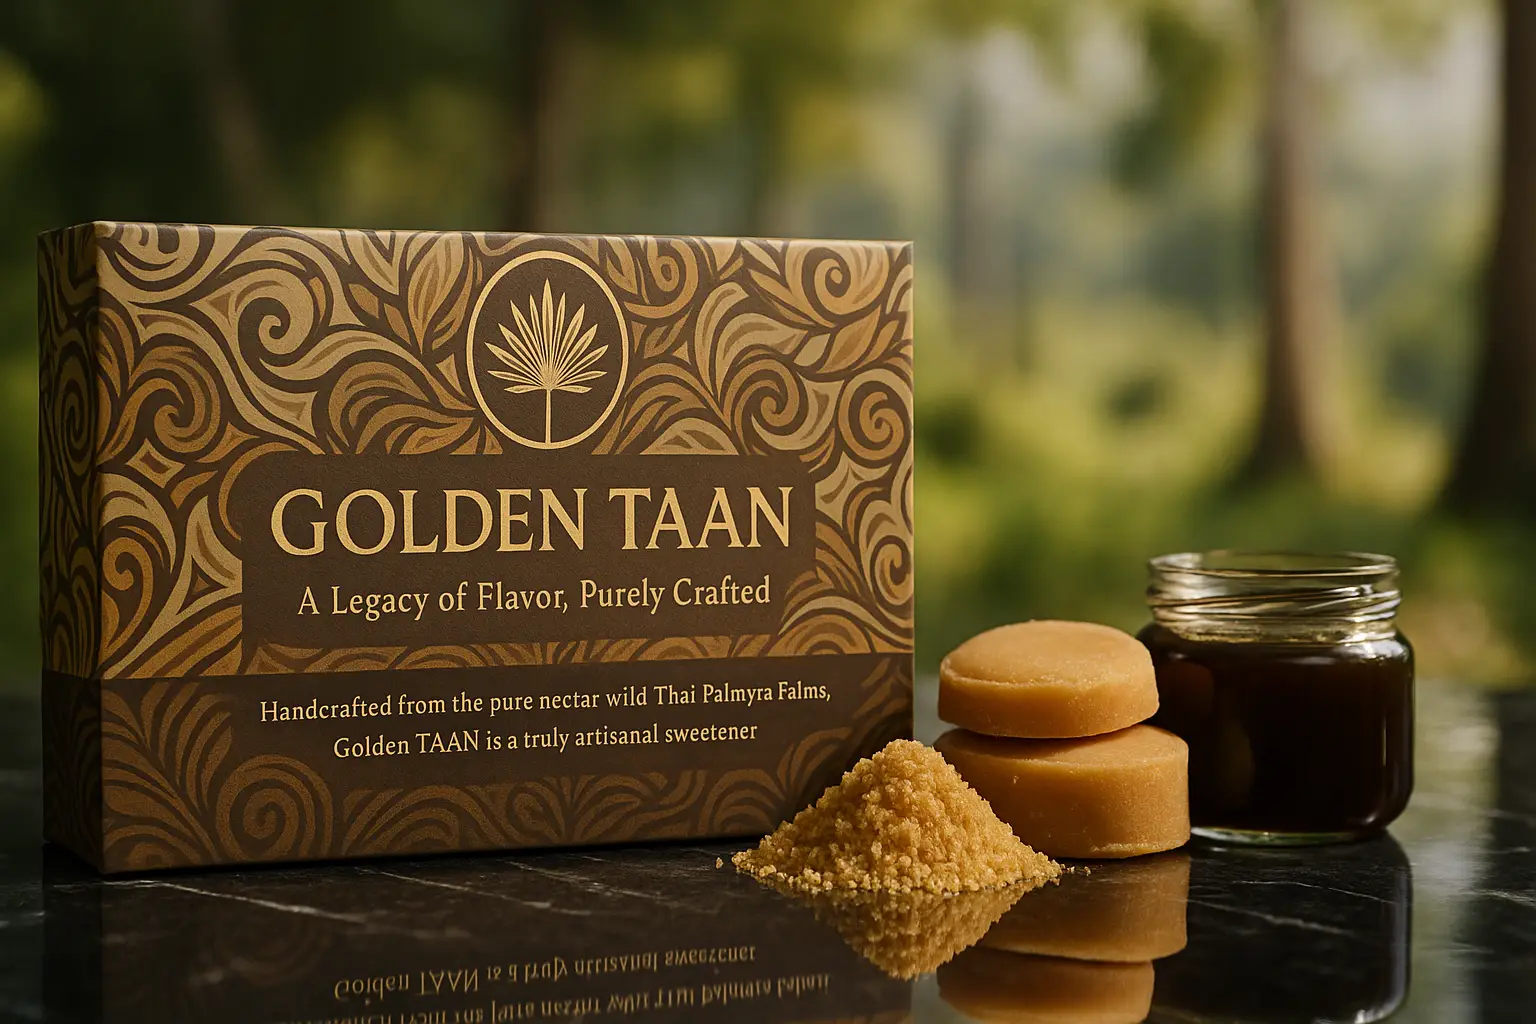 GOLDEN TAAN
A Legacy of Flavor, Purely Crafted
Handcrafted from the pure nectar wild Thai Palmyra Falms,
Golden TAAN is a truly artisanal sweetener